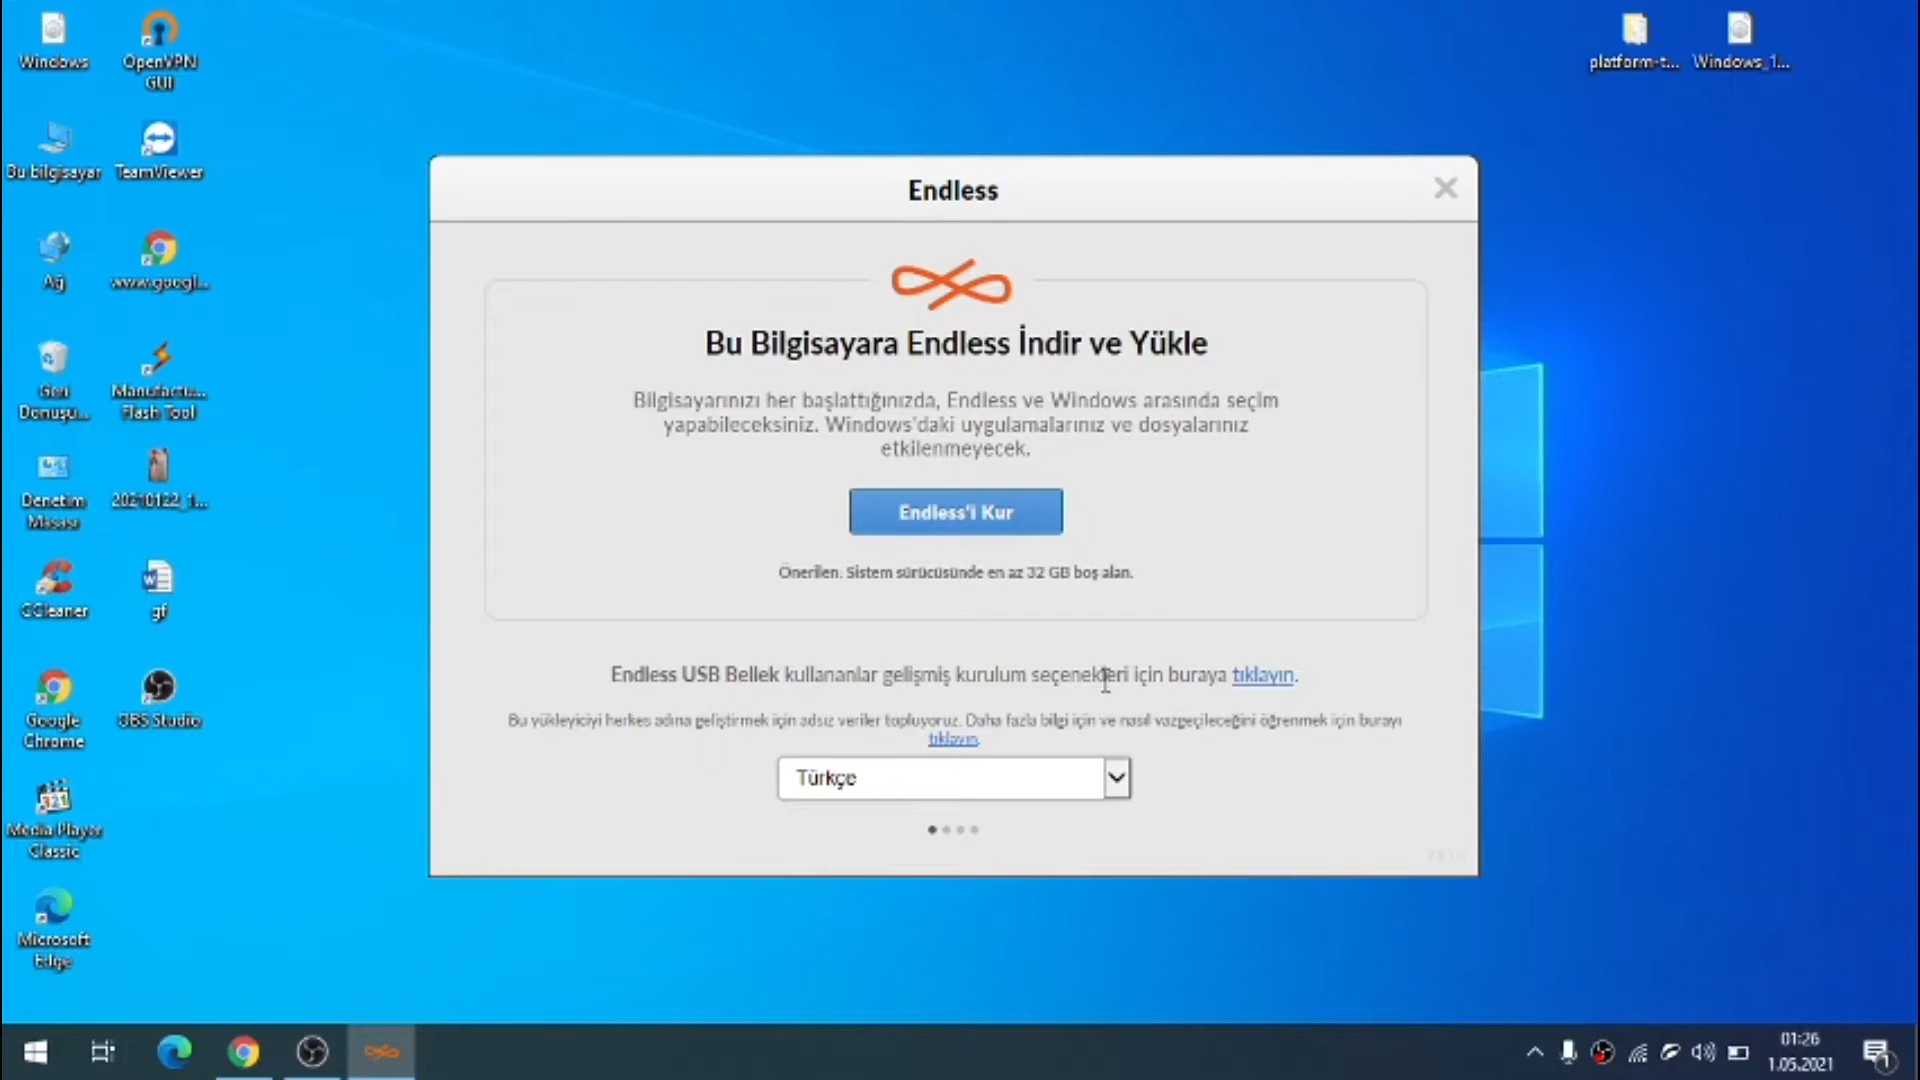 Windows
OpenVPN
GUI
platform-t...
Windows_1...
Bu bilgisayar
TeamViewer
Ağ
www.googl...
Geri
Dönüşü...
Manufactu...
Flash Tool
Denetim
Masası
20210122_1...
CCleaner
gf
Google
Chrome
OBS Studio
Media Player
Classic
Microsoft
Edge
Endless
Bu Bilgisayara Endless İndir ve Yükle
Bilgisayarınızı her başlattığınızda, Endless ve Windows arasında seçim
yapabileceksiniz. Windows'daki uygulamalarınız ve dosyalarınız
etkilenmeyecek.
Endless'i Kur
Önerilen: Sistem sürücüsünde en az 32 GB boş alan.
Endless USB Bellek kullananlar gelişmiş kurulum seçenekleri için buraya tıklayın.
Bu yükleyiciyi herkes adına geliştirmek için adsız veriler topluyoruz. Daha fazla bilgi için ve nasıl vazgeçileceğini öğrenmek için burayı
tıklayın.
Türkçe
01:26
1.05.2021
1